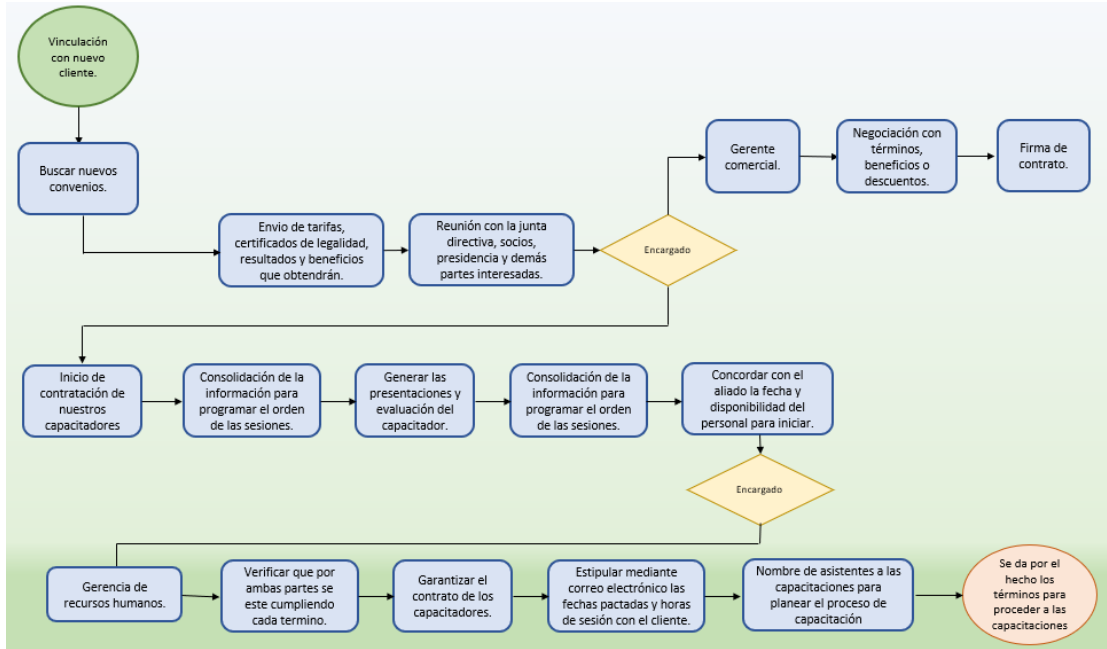 Vinculación
con nuevo
cliente.
Buscar nuevos
convenios.
Envio de tarifas,
certificados de legalidad,
resultados y beneficios
que obtendrán.
Reunión con la junta
directiva, socios,
presidencia y demás
partes interesadas.
Encargado
Gerente
comercial.
Negociación con
términos,
beneficios o
descuentos.
Firma de
contrato.
Inicio de
contratación de
nuestros
capacitadores
Consolidación de la
información para
programar el orden
de las sesiones.
Generar las
presentaciones y
evaluación del
capacitador.
Consolidación de la
información para
programar el orden
de las sesiones.
Concordar con el
aliado la fecha y
disponibilidad del
personal para iniciar.
Encargado
Gerencia de
recursos humanos.
Verificar que por
ambas partes se
este cumpliendo
cada termino.
Garantizar el
contrato de los
capacitadores.
Estipular mediante
correo electrónico las
fechas pactadas y horas
de sesión con el cliente.
Nombre de asistentes a las
capacitaciones para
planear el proceso de
capacitación
Se da por el
hecho los
términos para
proceder a las
capacitaciones